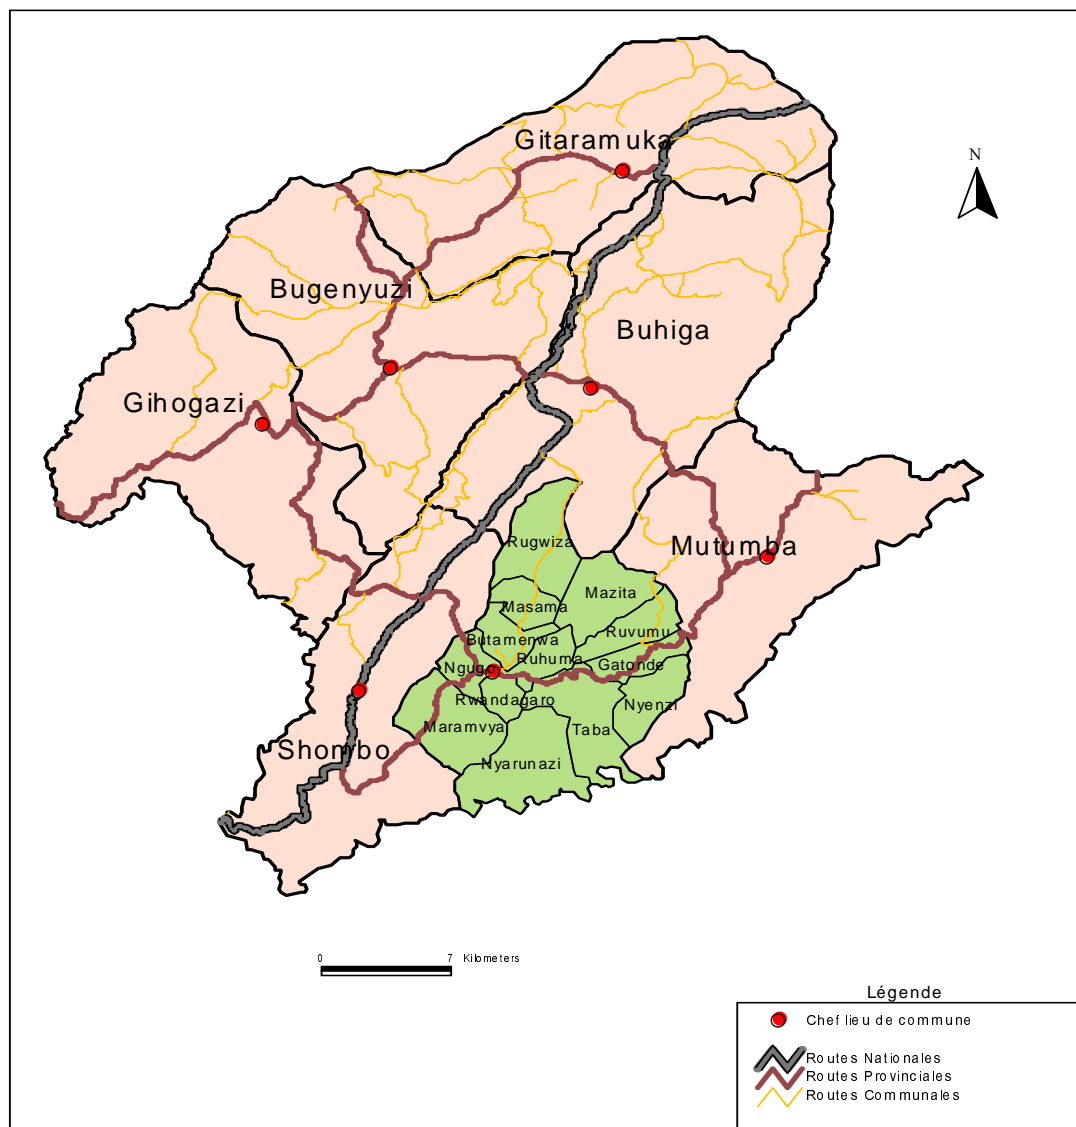 Gitaramuka
N
Bugenyuzi
Buhiga
Gihogazi
Rugwiza
Mutumba
Mazita
Masama
Ruvumu
Butamenwa
Ruhuma
Gatonde
Ngugo
Rwandagaro
Nyenzi
Maramvya
Taba
Shombo
Nyarunazi
0 7 Kilometers
Légende
Chef lieu de commune
Routes Nationales
Routes Provinciales
Routes Communales